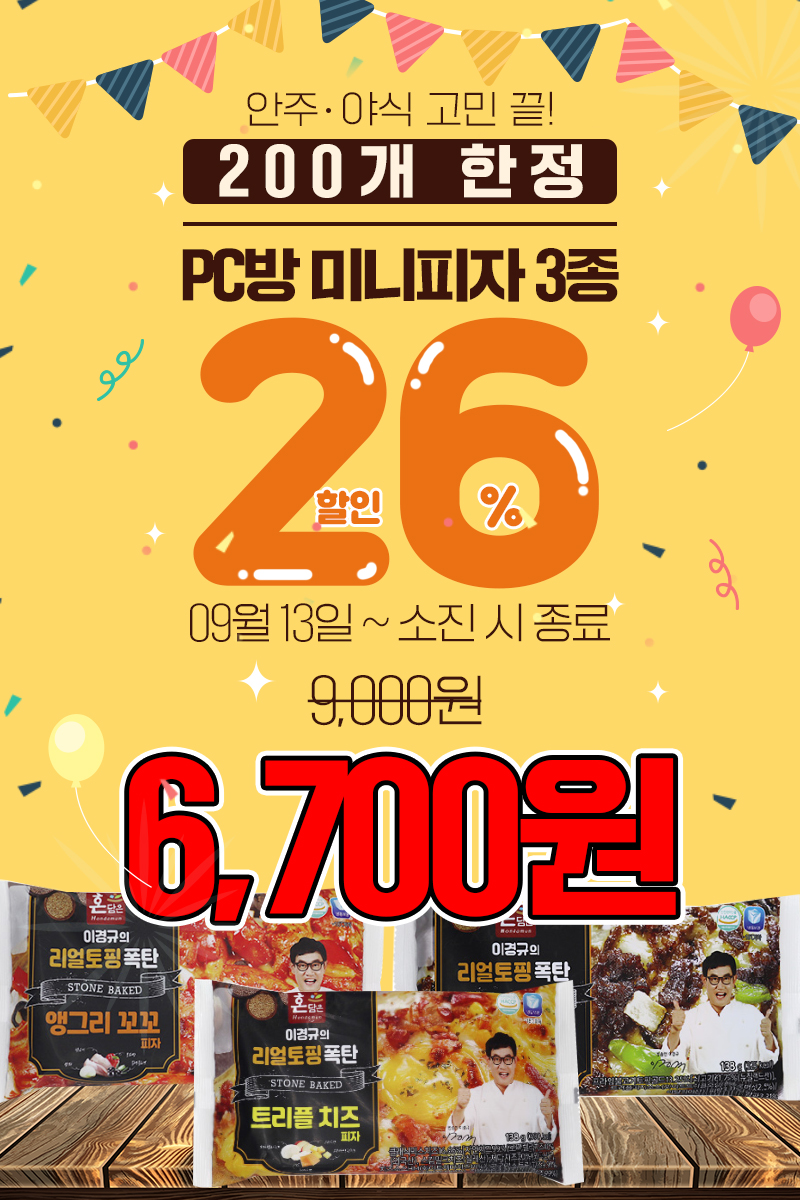 안주·야식 고민 끝!
200개 한정
PC방 미니피자 3종
26
할인 %
09월 13일 ~ 소진 시 종료
9,000원
6,700원
혼닮은
이경규의
리얼토핑폭탄
STONE BAKED
앵그리 꼬꼬
피자
이경규의
리얼토핑폭탄
138 g
혼닮은
이경규의
리얼토핑폭탄
STONE BAKED
트리플 치즈
피자
138 g